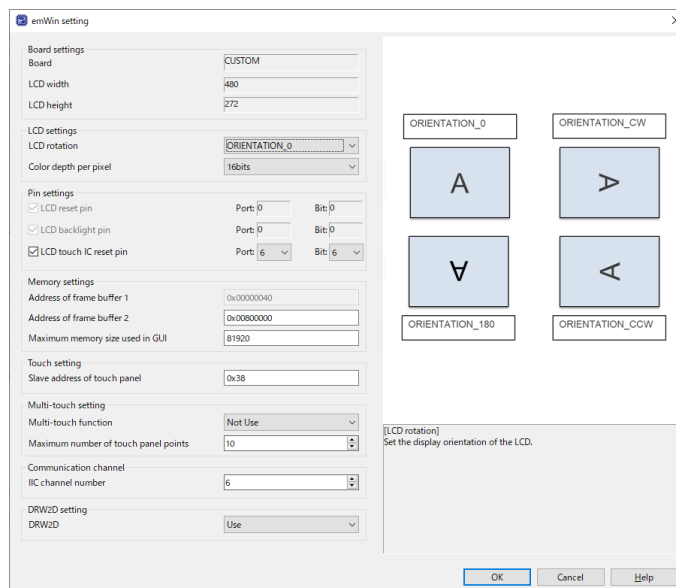 emWin setting
Board settings
Board CUSTOM
LCD width 480
LCD height 272
LCD settings
LCD rotation ORIENTATION_0
Color depth per pixel 16bits
Pin settings
LCD reset pin Port: 0 Bit: 0
LCD backlight pin Port: 0 Bit: 0
LCD touch IC reset pin Port: 6 Bit: 6
Memory settings
Address of frame buffer 1 0x00000040
Address of frame buffer 2 0x00800000
Maximum memory size used in GUI 81920
Touch setting
Slave address of touch panel 0x38
Multi-touch setting
Multi-touch function Not Use
Maximum number of touch panel points 10
Communication channel
IIC channel number 6
DRW2D setting
DRW2D Use
ORIENTATION_0 ORIENTATION_CW
A A
A A
ORIENTATION_180 ORIENTATION_CCW
[LCD rotation]
Set the display orientation of the LCD.
OK Cancel Help